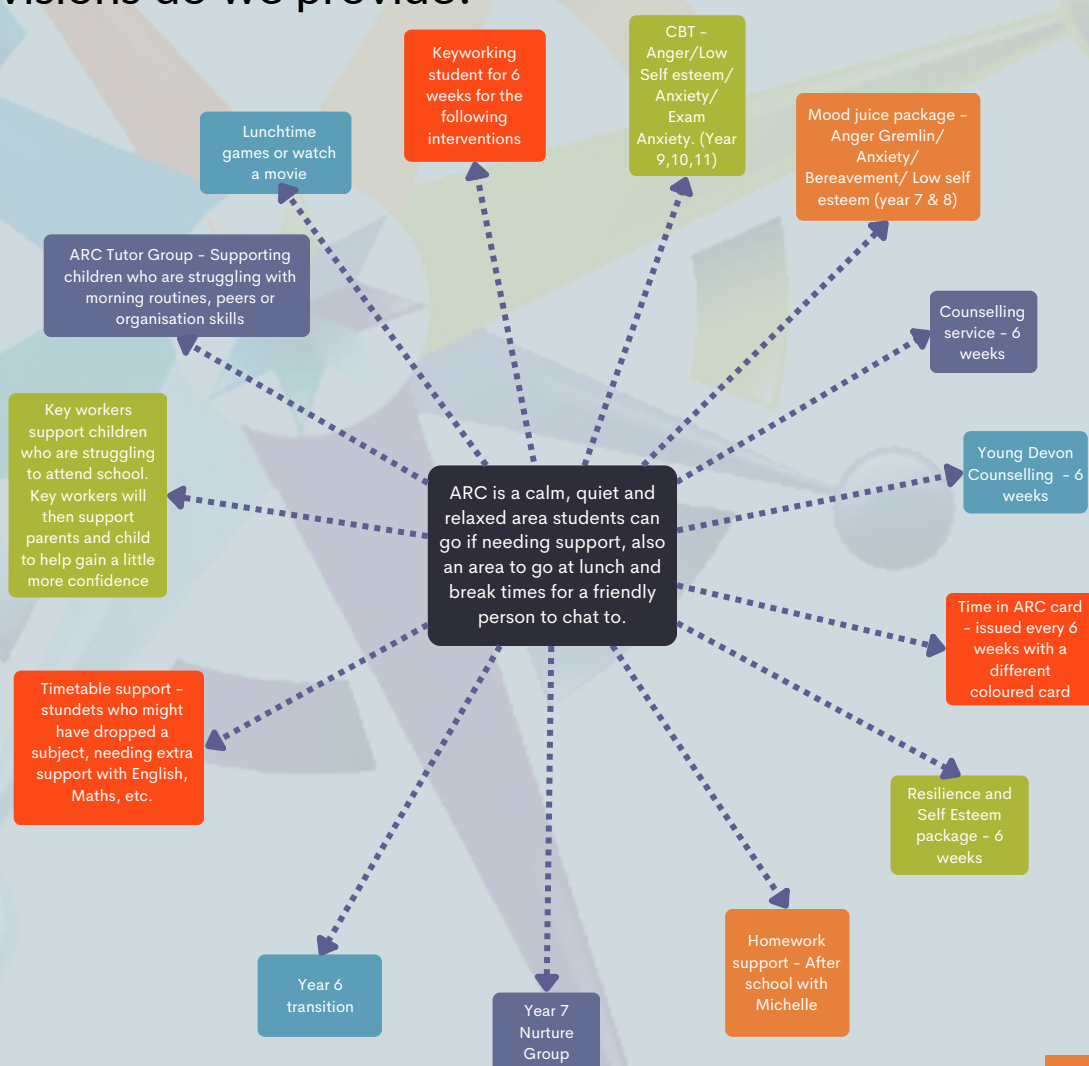 do we provide?
Keyworking
student for 6
weeks for the
following
interventions
CBT -
Anger/Low
Self esteem/
Anxiety/
Exam
Anxiety. (Year
9,10,11)
Mood juice package -
Anger Gremlin/
Anxiety/
Bereavement/ Low self
esteem (year 7 & 8)
Lunchtime
games or watch
a movie
ARC Tutor Group - Supporting
children who are struggling with
morning routines, peers or
organisation skills
Counselling
service - 6
weeks
Key workers
support children
who are struggling
to attend school.
Key workers will
then support
parents and child
to help gain a little
more confidence
Young Devon
Counselling - 6
weeks
ARC is a calm, quiet and
relaxed area students can
go if needing support, also
an area to go at lunch and
break times for a friendly
person to chat to.
Time in ARC card
- issued every 6
weeks with a
different
coloured card
Timetable support -
stundets who might
have dropped a
subject, needing extra
support with English,
Maths, etc.
Resilience and
Self Esteem
package - 6
weeks
Homework
support - After
school with
Michelle
Year 6
transition
Year 7
Nurture
Group